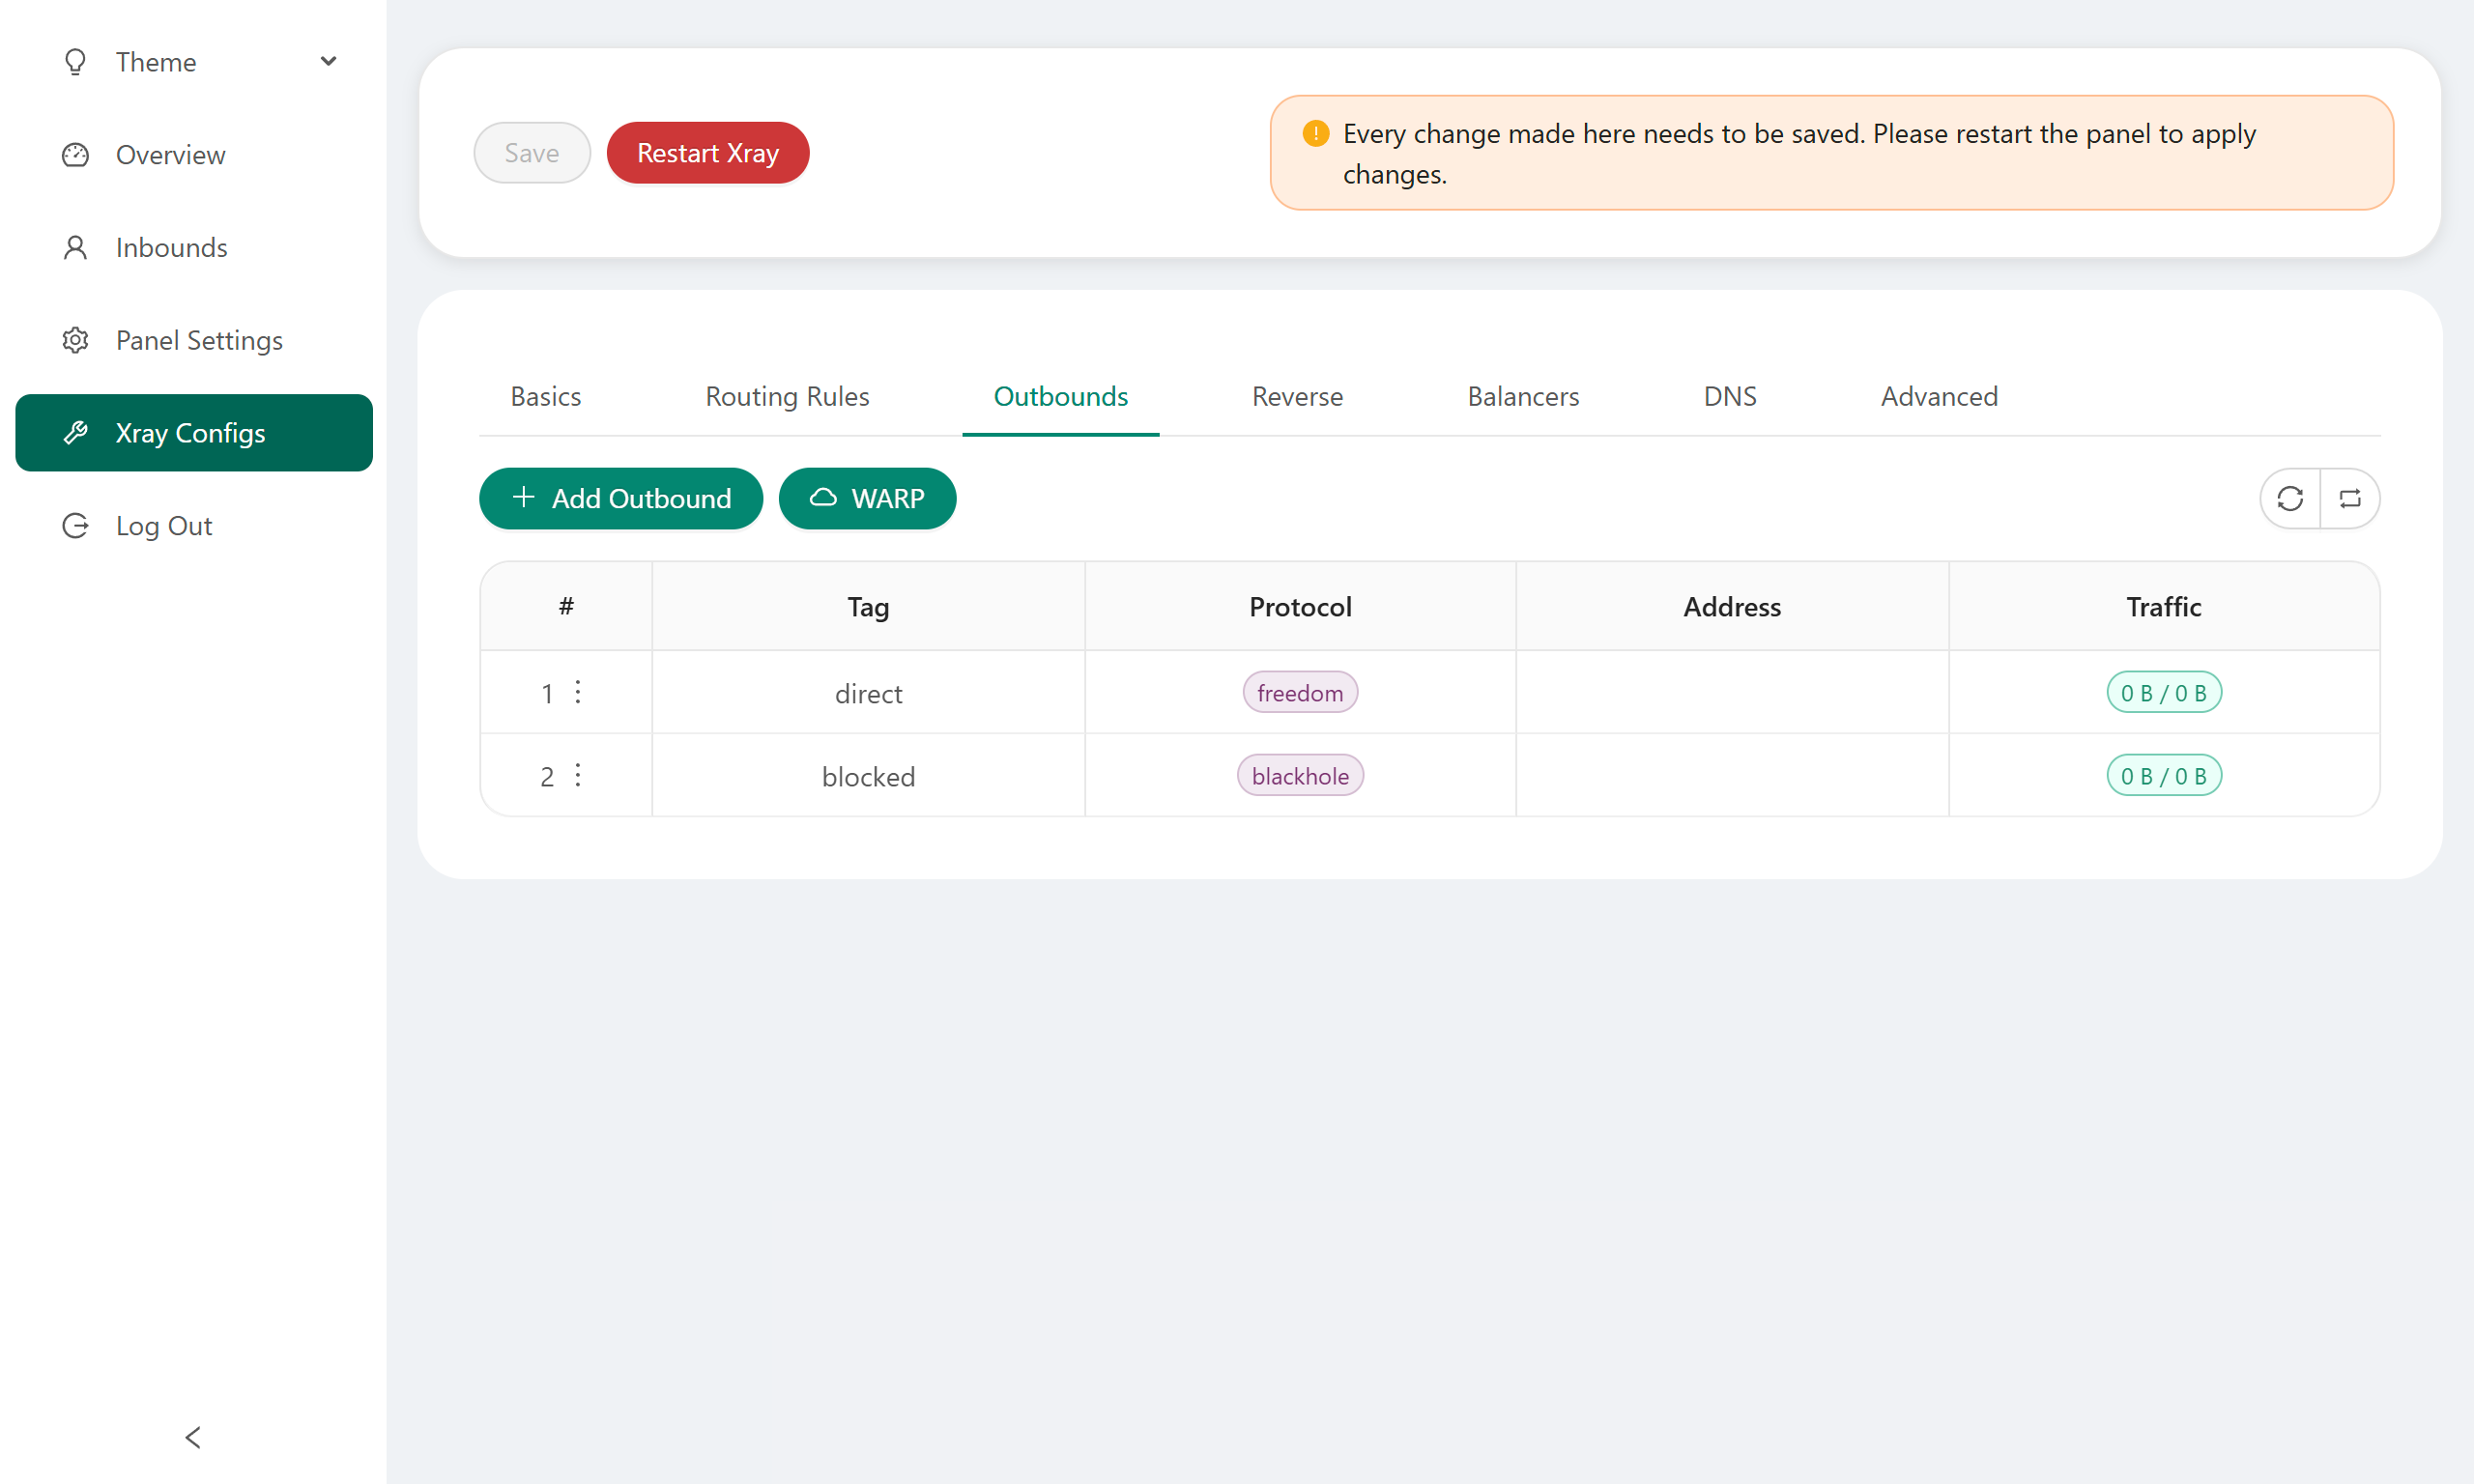 Theme
Overview
Inbounds
Panel Settings
Xray Configs
Log Out
Save
Restart Xray
Every change made here needs to be saved. Please restart the panel to apply
changes.
Basics Routing Rules Outbounds Reverse Balancers DNS Advanced
Add Outbound WARP
# Tag Protocol Address Traffic
1 direct freedom 0 B / 0 B
2 blocked blackhole 0 B / 0 B